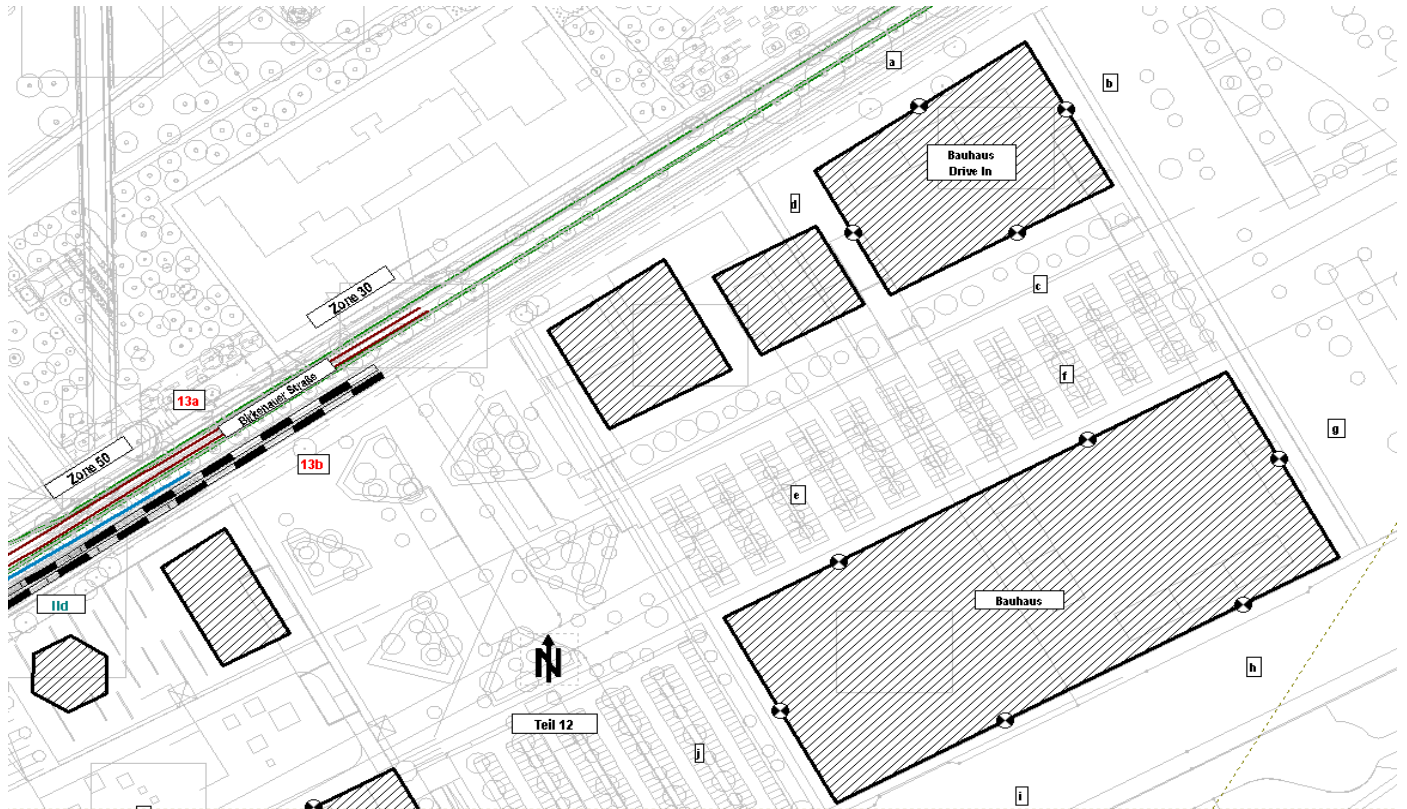 a
b
Bauhaus
Drive In
d
c
Zone 30
f
Birkenauer Straße
13a
g
Zone 50
13b
e
IId
Bauhaus
N
h
Teil 12
j
i